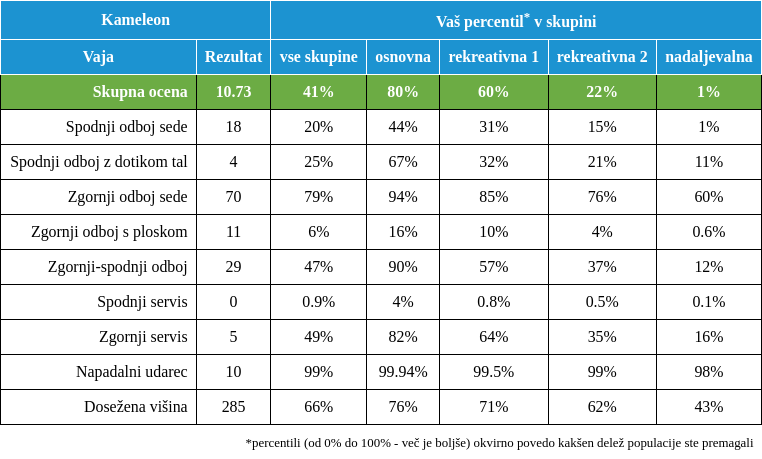 Kameleon Vaš percentil* v skupini
Vaja Rezultat vse skupine osnovna rekreativna 1 rekreativna 2 nadaljevalna
Skupna ocena 10.73 41% 80% 60% 22% 1%
Spodnji odboj sede 18 20% 44% 31% 15% 1%
Spodnji odboj z dotikom tal 4 25% 67% 32% 21% 11%
Zgornji odboj sede 70 79% 94% 85% 76% 60%
Zgornji odboj s ploskom 11 6% 16% 10% 4% 0.6%
Zgornji-spodnji odboj 29 47% 90% 57% 37% 12%
Spodnji servis 0 0.9% 4% 0.8% 0.5% 0.1%
Zgornji servis 5 49% 82% 64% 35% 16%
Napadalni udarec 10 99% 99.94% 99.5% 99% 98%
Dosežena višina 285 66% 76% 71% 62% 43%
*percentili (od 0% do 100% - več je boljše) okvirno povedo kakšen delež populacije ste premagali